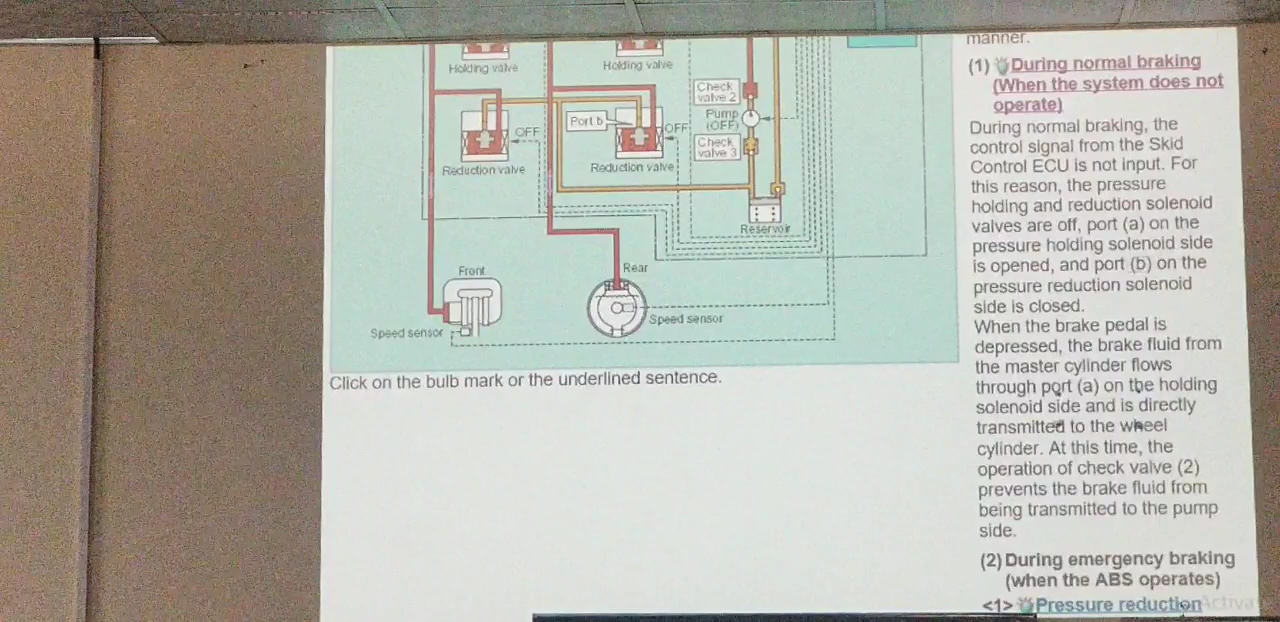 Holding valve
Holding valve
Check
valve 2
Pump
(OFF)
Check
valve 3
Port b
OFF
OFF
Reduction valve
Reduction valve
Reservoir
Front
Rear
Speed sensor
Speed sensor
Click on the bulb mark or the underlined sentence.
manner.
(1) During normal braking
(When the system does not
operate)
During normal braking, the
control signal from the Skid
Control ECU is not input. For
this reason, the pressure
holding and reduction solenoid
valves are off, port (a) on the
pressure holding solenoid side
is opened, and port (b) on the
pressure reduction solenoid
side is closed.
When the brake pedal is
depressed, the brake fluid from
the master cylinder flows
through port (a) on the holding
solenoid side and is directly
transmitted to the wheel
cylinder. At this time, the
operation of check valve (2)
prevents the brake fluid from
being transmitted to the pump
side.
(2) During emergency braking
(when the ABS operates)
<1> Pressure reduction
Activa